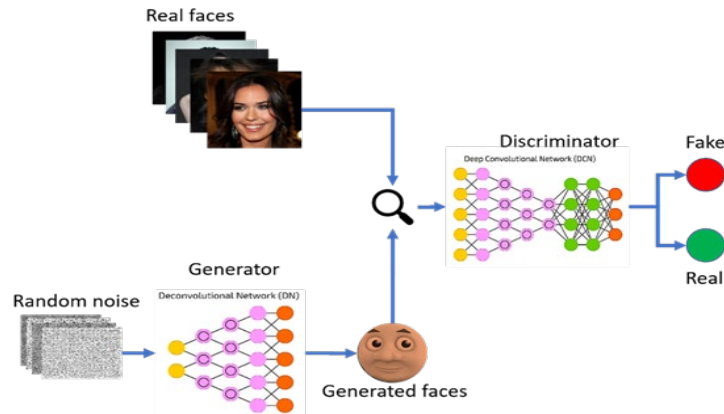 Real faces
Discriminator
Deep Convolutional Network (DCN)
Fake
Real
Generator
Deconvolutional Network (DN)
Random noise
Generated faces